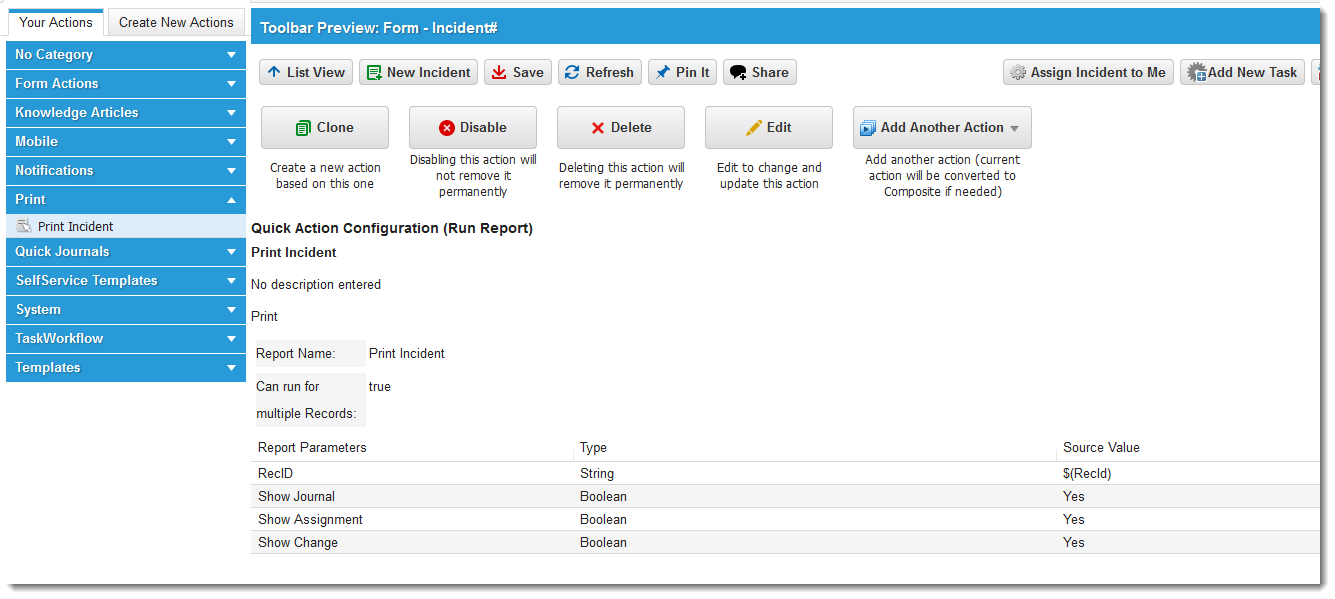 Your Actions Create New Actions
No Category
Form Actions
Knowledge Articles
Mobile
Notifications
Print
Print Incident
Quick Journals
SelfService Templates
System
TaskWorkflow
Templates
Toolbar Preview: Form - Incident#
List View New Incident Save Refresh Pin It Share Assign Incident to Me Add New Task
Clone Disable Delete Edit Add Another Action
Create a new action
based on this one
Disabling this action will
not remove it
permanently
Deleting this action will
remove it permanently
Edit to change and
update this action
Add another action (current
action will be converted to
Composite if needed)
Quick Action Configuration (Run Report)
Print Incident
No description entered
Print
Report Name: Print Incident
Can run for true
multiple Records:
Report Parameters Type Source Value
RecID String $(RecId)
Show Journal Boolean Yes
Show Assignment Boolean Yes
Show Change Boolean Yes